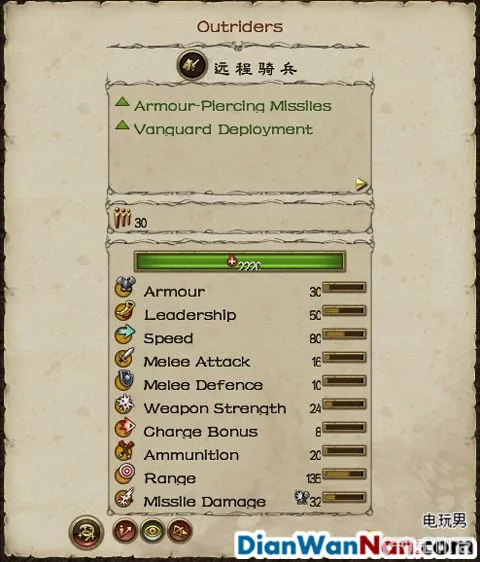 Outriders
远程骑兵
Armour-Piercing Missiles
Vanguard Deployment
30
Armour 30
Leadership 50
Speed 80
Melee Attack 16
Melee Defence 10
Weapon Strength 24
Charge Bonus 8
Ammunition 20
Range 135
Missile Damage 32
电玩男
DianWanNan.com